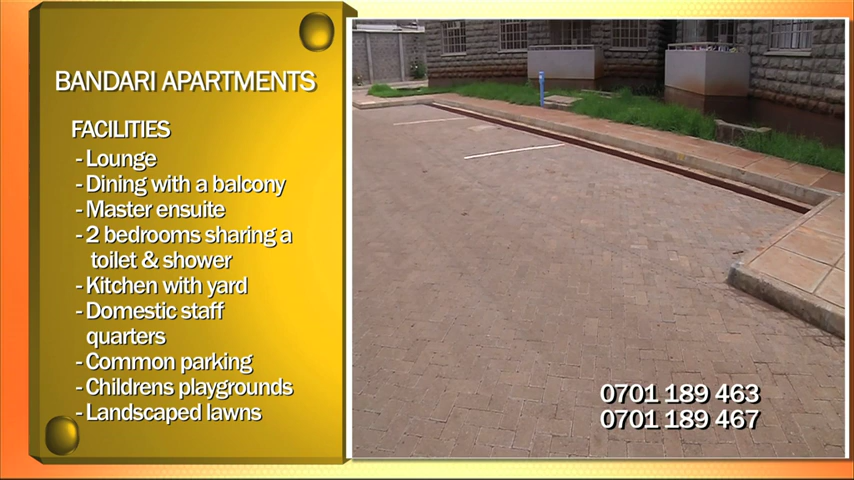 BANDARI APARTMENTS
FACILITIES
- Lounge
- Dining with a balcony
- Master ensuite
- 2 bedrooms sharing a
toilet & shower
- Kitchen with yard
- Domestic staff
quarters
- Common parking
- Childrens playgrounds
- Landscaped lawns
0701 189 463
0701 189 467